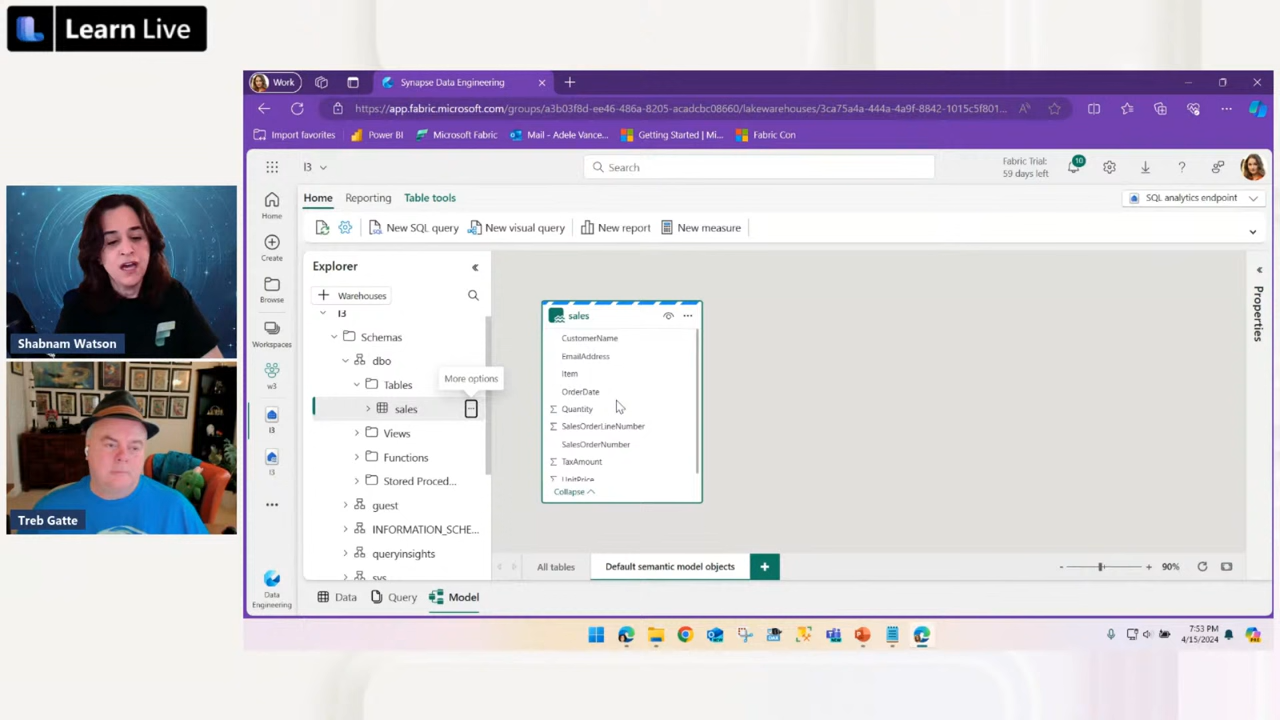 Learn Live
Work
Synapse Data Engineering
https://app.fabric.microsoft.com/groups/a3b03f8d-ee46-486a-8205-acadcbc08660/lakewarehouses/3ca75a4a-444a-4a9f-8842-1015c5f801...
Import favorites
Power BI
Microsoft Fabric
Mail - Adele Vance...
Getting Started | Mi...
Fabric Con
l3
Search
Fabric Trial:
59 days left
10
Home
Reporting
Table tools
SQL analytics endpoint
New SQL query
New visual query
New report
New measure
Home
Create
Browse
Workspaces
w3
l3
l3
Data
Engineering
Explorer
Warehouses
l3
Schemas
dbo
Tables
More options
sales
Views
Functions
Stored Proced...
guest
INFORMATION_SCHE...
queryinsights
sys
sales
CustomerName
EmailAddress
Item
OrderDate
Quantity
SalesOrderLineNumber
SalesOrderNumber
TaxAmount
UnitPrice
Collapse
Properties
All tables
Default semantic model objects
90%
Data
Query
Model
7:53 PM
4/15/2024
Shabnam Watson
Treb Gatte